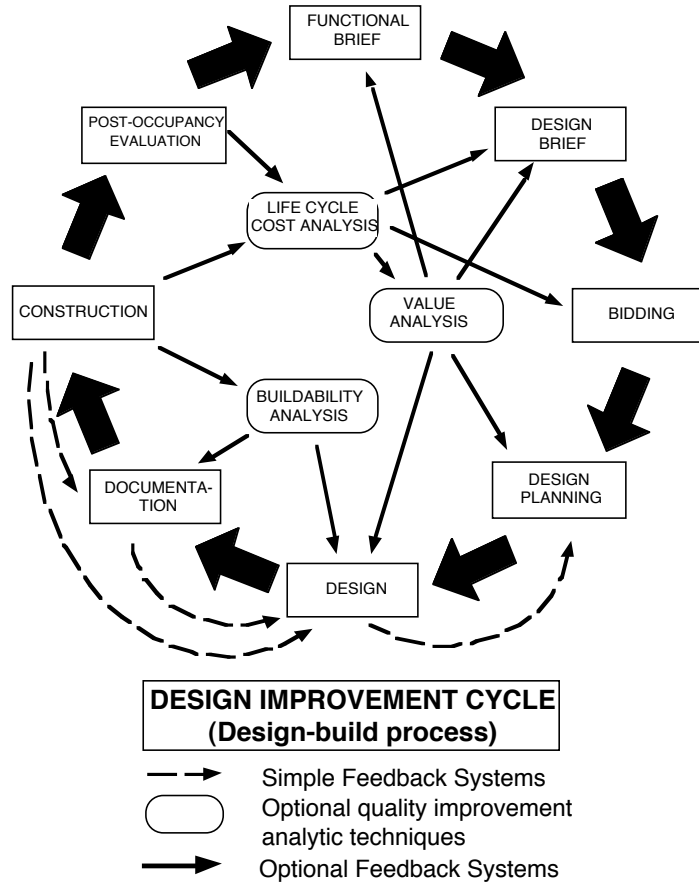 FUNCTIONAL
BRIEF
POST-OCCUPANCY
EVALUATION
DESIGN
BRIEF
LIFE CYCLE
COST ANALYSIS
CONSTRUCTION
VALUE
ANALYSIS
BIDDING
BUILDABILITY
ANALYSIS
DOCUMENTA-
TION
DESIGN
PLANNING
DESIGN
DESIGN IMPROVEMENT CYCLE
(Design-build process)
Simple Feedback Systems
Optional quality improvement
analytic techniques
Optional Feedback Systems